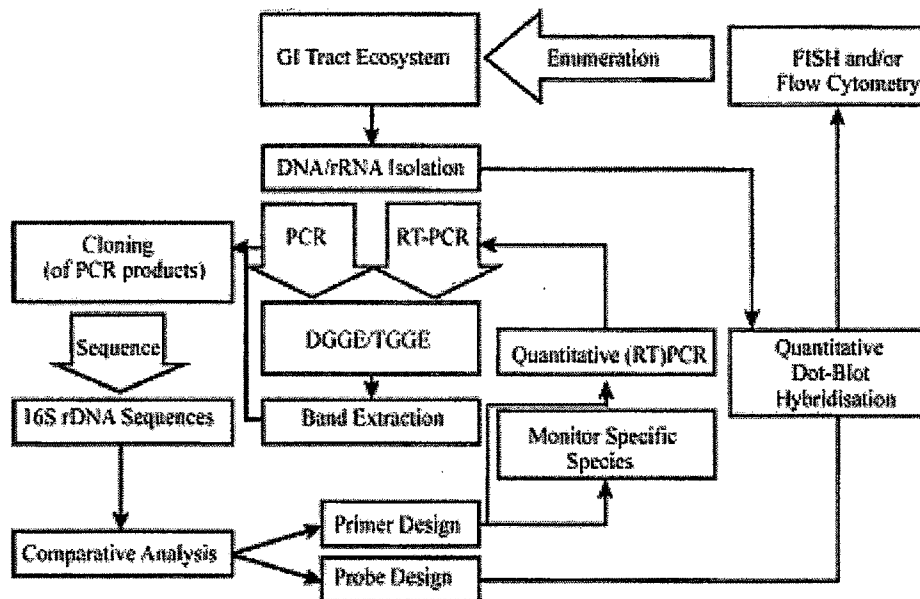 GI Tract Ecosystem
Enumeration
FISH and/or
Flow Cytometry
DNA/rRNA Isolation
PCR
RT-PCR
Cloning
(of PCR products)
DGGE/TGGE
Sequence
Quantitative (RT)PCR
Quantitative
Dot-Blot
Hybridisation
16S rDNA Sequences
Band Extraction
Monitor Specific
Species
Primer Design
Comparative Analysis
Probe Design